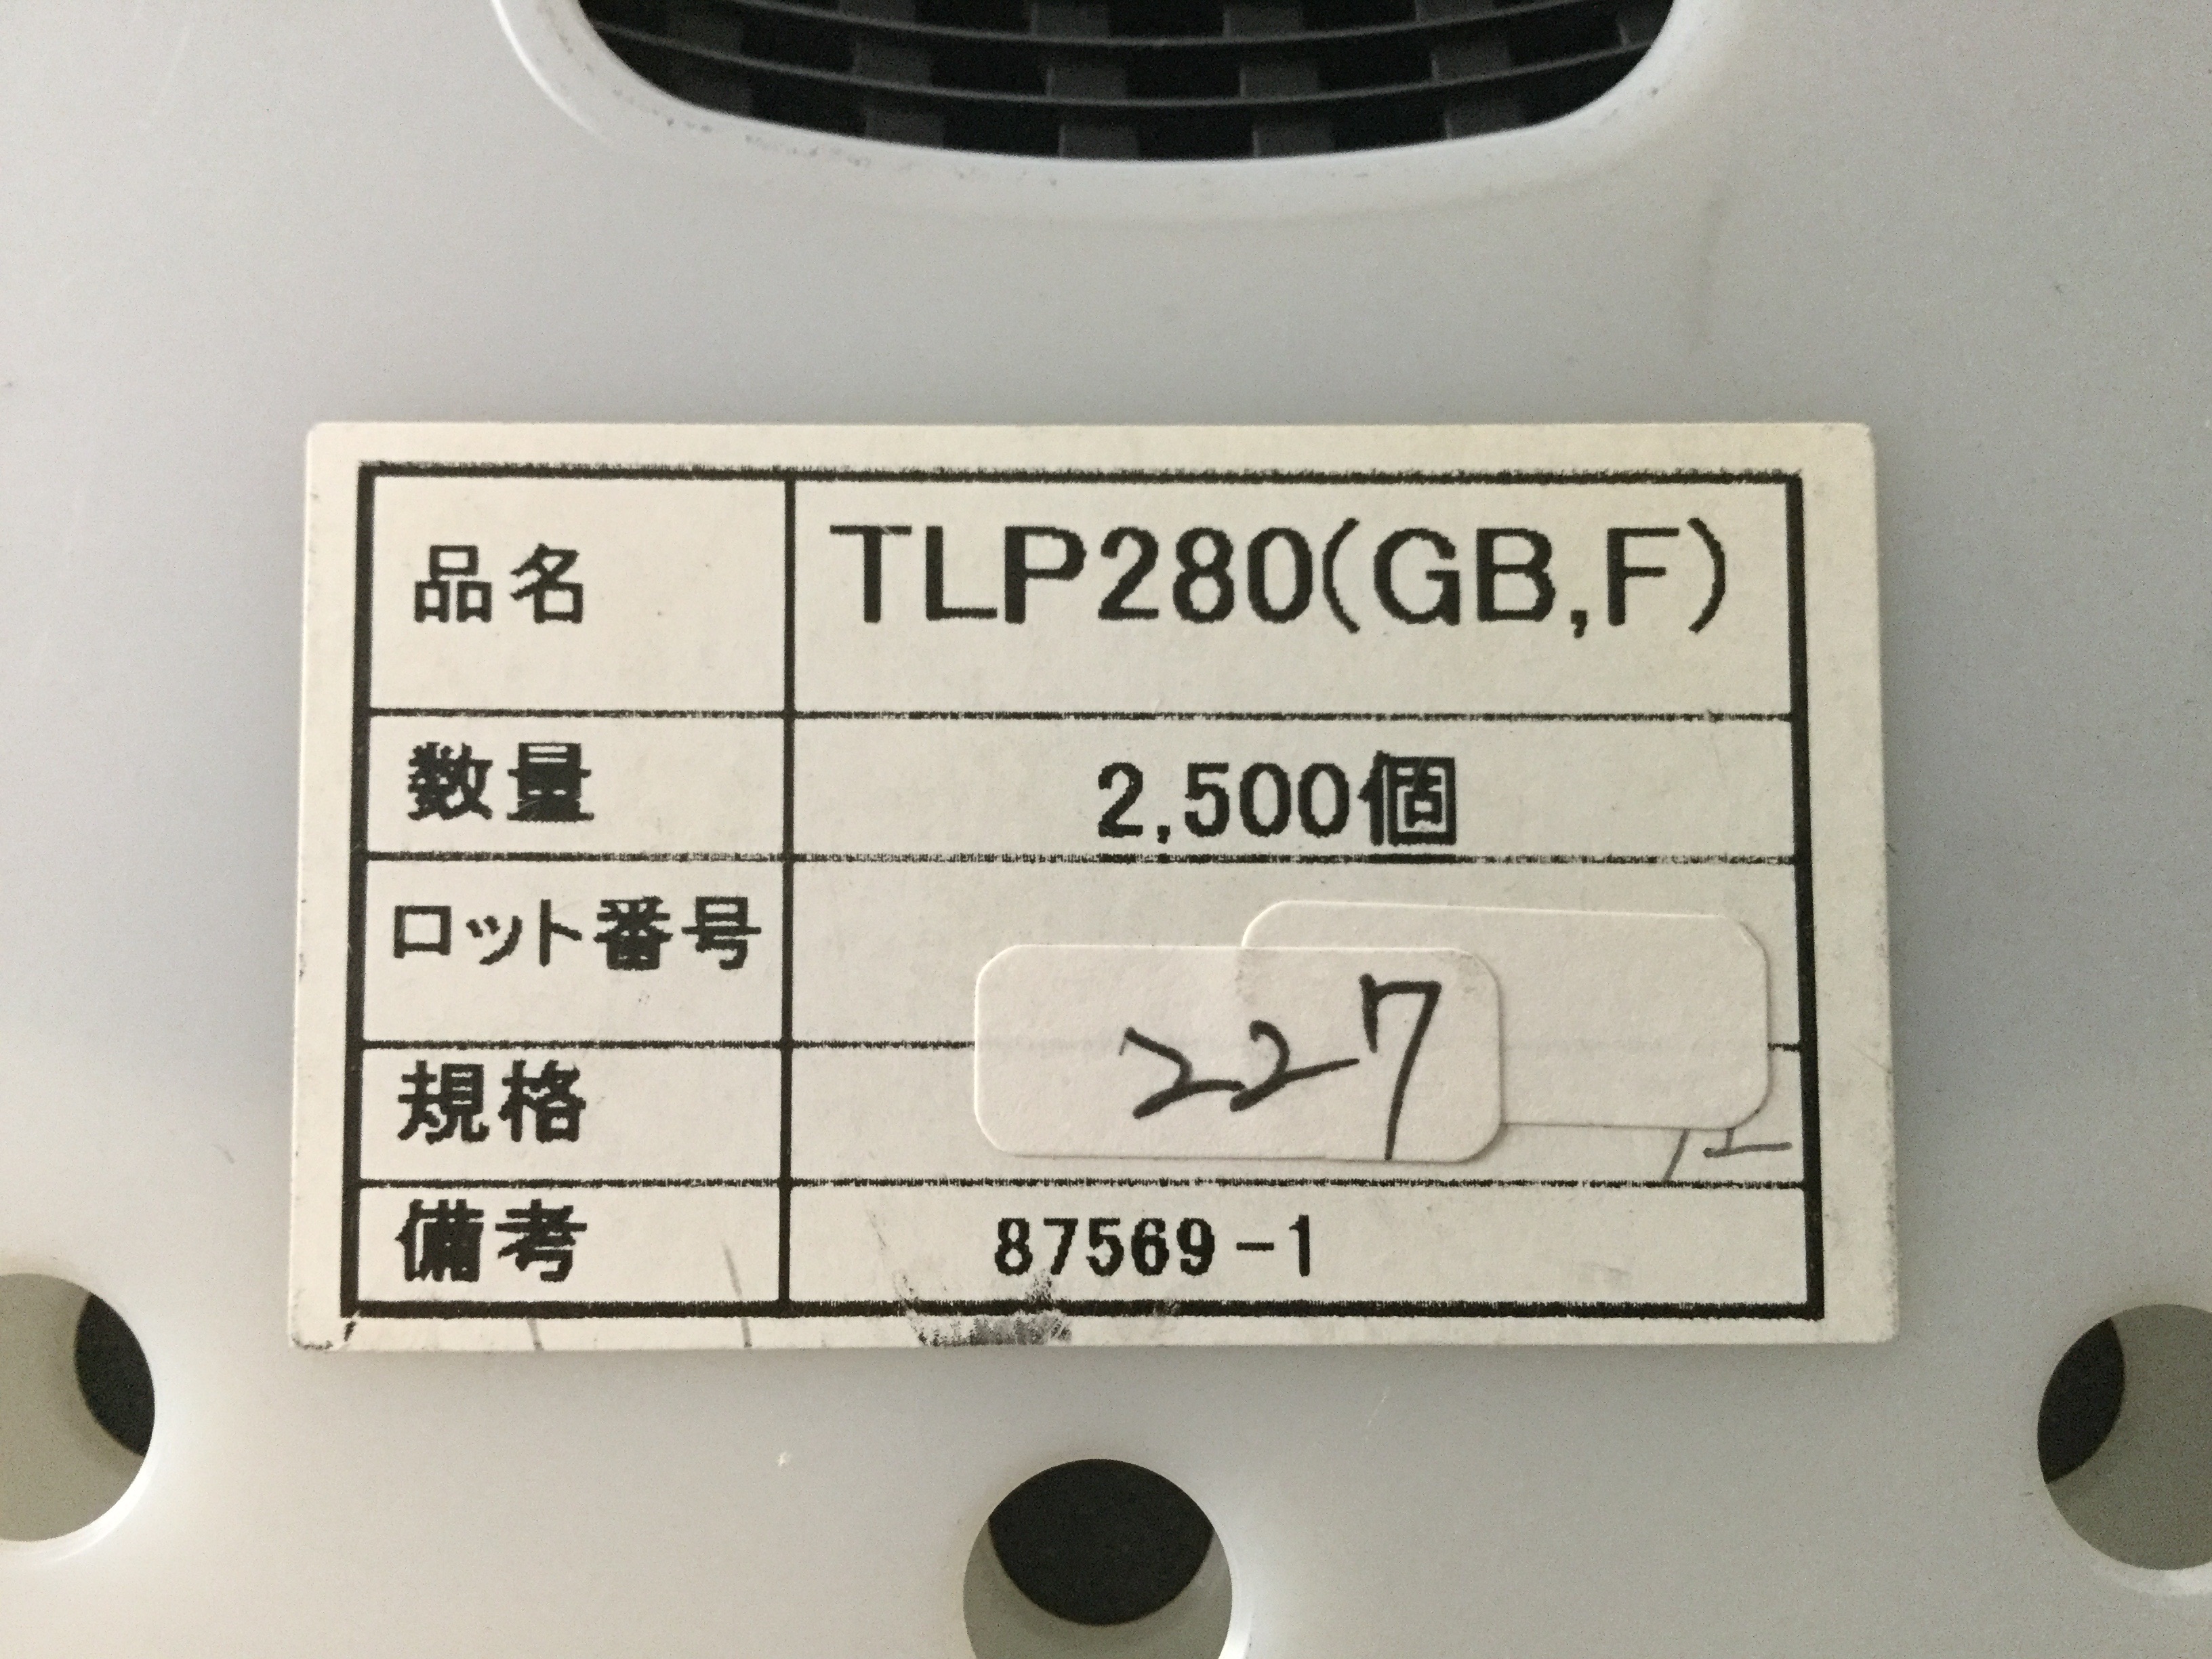 品名 TLP280(GB,F)
数量 2,500個
ロット番号
227
規格
備考 87569-1